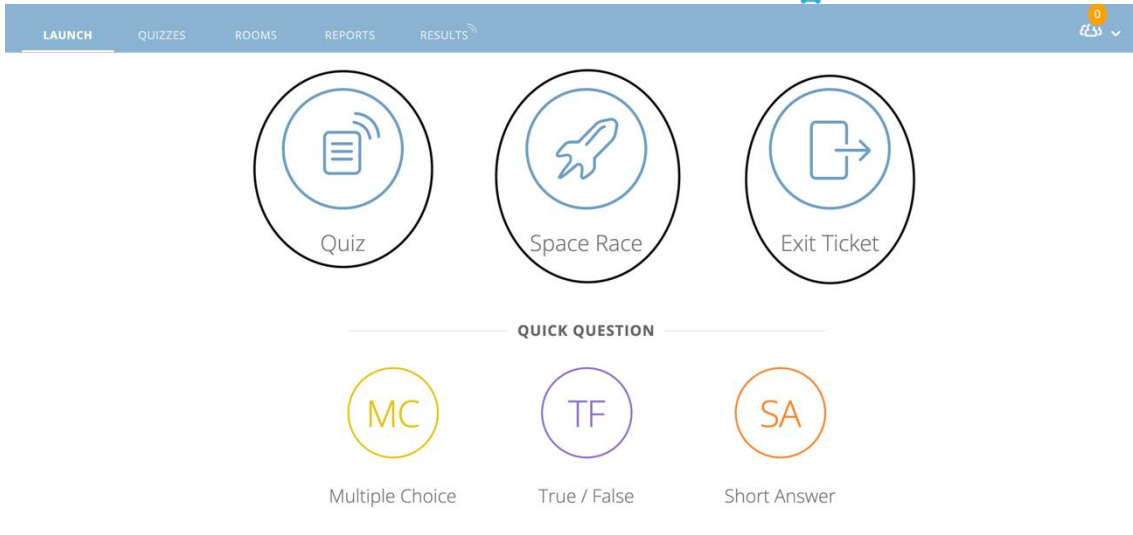 0
LAUNCH QUIZZES ROOMS REPORTS RESULTS
Quiz Space Race Exit Ticket
QUICK QUESTION
MC TF SA
Multiple Choice True / False Short Answer